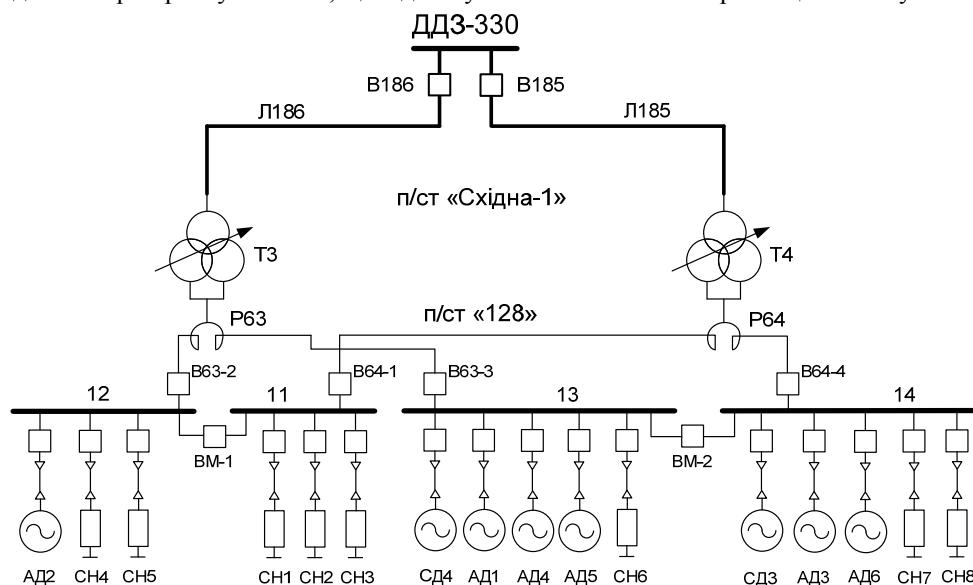 ДДЗ-330
В186
В185
Л186
Л185
п/ст «Східна-1»
Т3
Т4
Р63
п/ст «128»
Р64
В63-2
В64-1
В63-3
В64-4
12
11
13
14
ВМ-1
ВМ-2
АД2 СН4 СН5 СН1 СН2 СН3 СД4 АД1 АД4 АД5 СН6 СД3 АД3 АД6 СН7 СН8